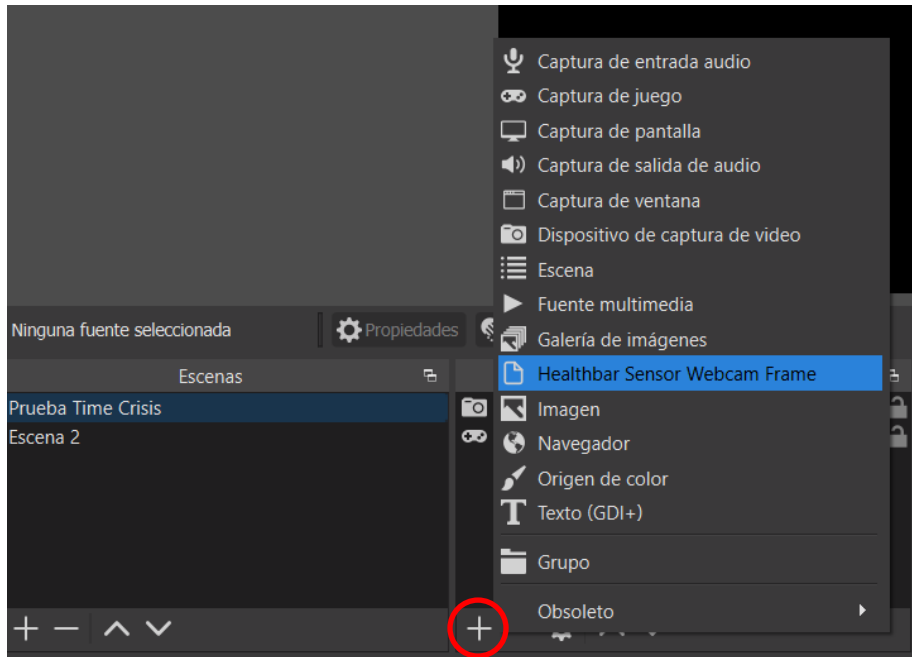 Captura de entrada audio
Captura de juego
Captura de pantalla
Captura de salida de audio
Captura de ventana
Dispositivo de captura de video
Escena
Fuente multimedia
Galería de imágenes
Healthbar Sensor Webcam Frame
Imagen
Navegador
Origen de color
Texto (GDI+)
Grupo
Obsoleto
Ninguna fuente seleccionada
Propiedades
Escenas
Prueba Time Crisis
Escena 2